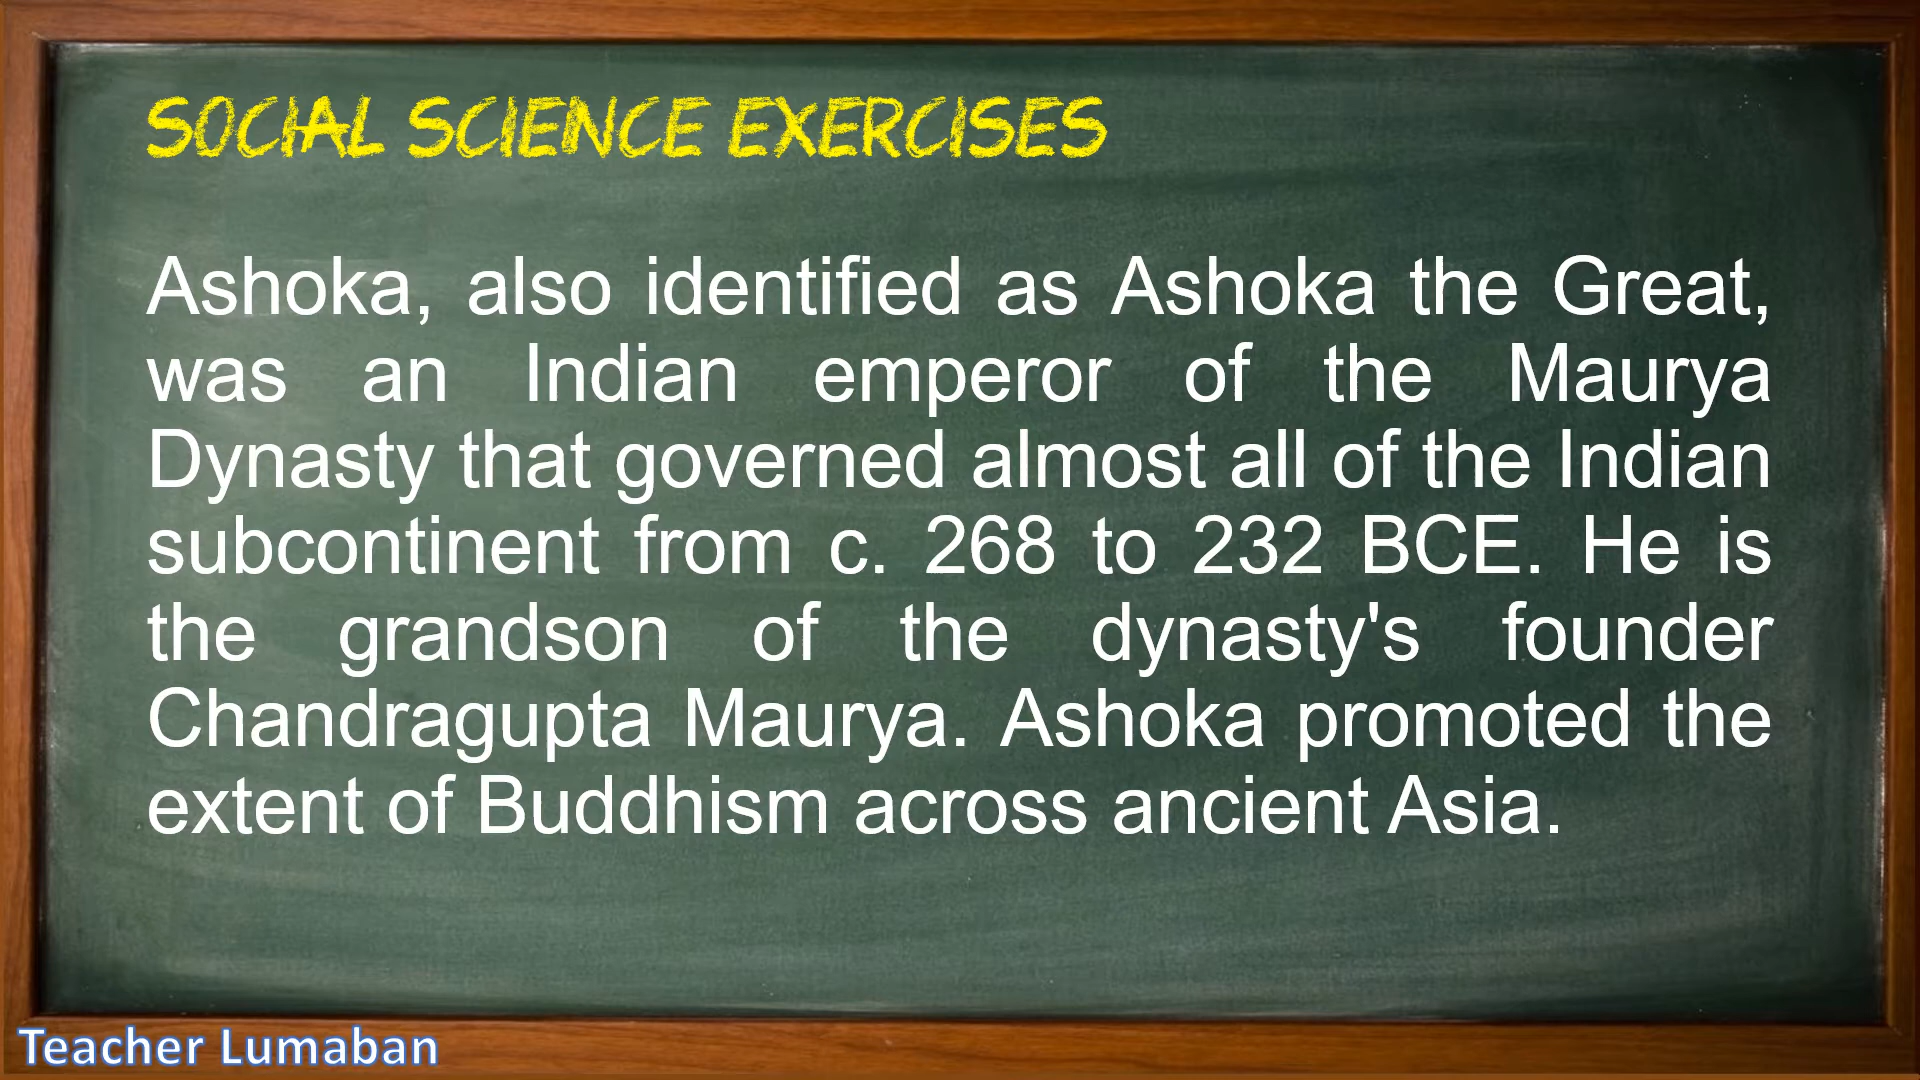 SOCIAL SCIENCE EXERCISES
Ashoka, also identified as Ashoka the Great,
was an Indian emperor of the Maurya
Dynasty that governed almost all of the Indian
subcontinent from c. 268 to 232 BCE. He is
the grandson of the dynasty's founder
Chandragupta Maurya. Ashoka promoted the
extent of Buddhism across ancient Asia.
Teacher Lumaban